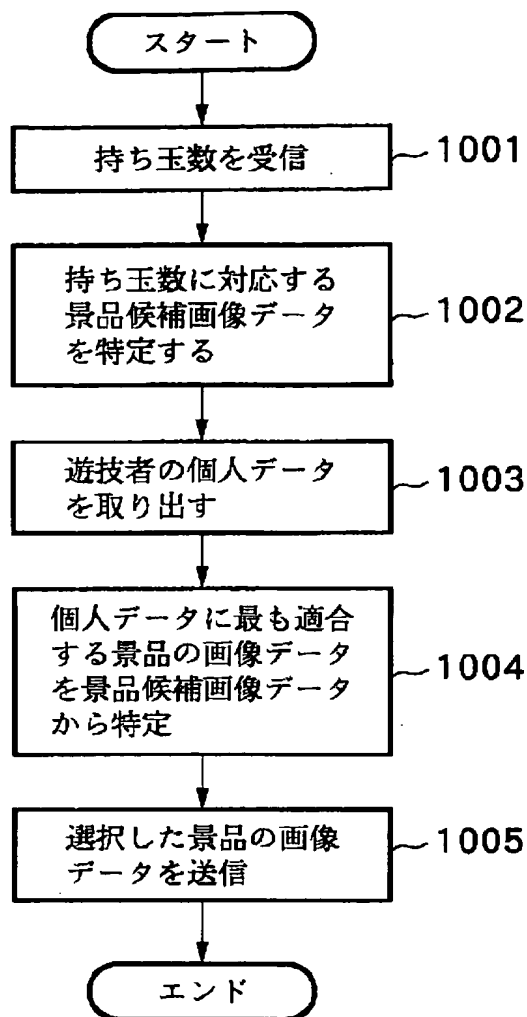 スタート
持ち玉数を受信
1001
持ち玉数に対応する
景品候補画像データ
を特定する
1002
遊技者の個人データ
を取り出す
1003
個人データに最も適合
する景品の画像データ
を景品候補画像データ
から特定
1004
選択した景品の画像
データを送信
1005
エンド